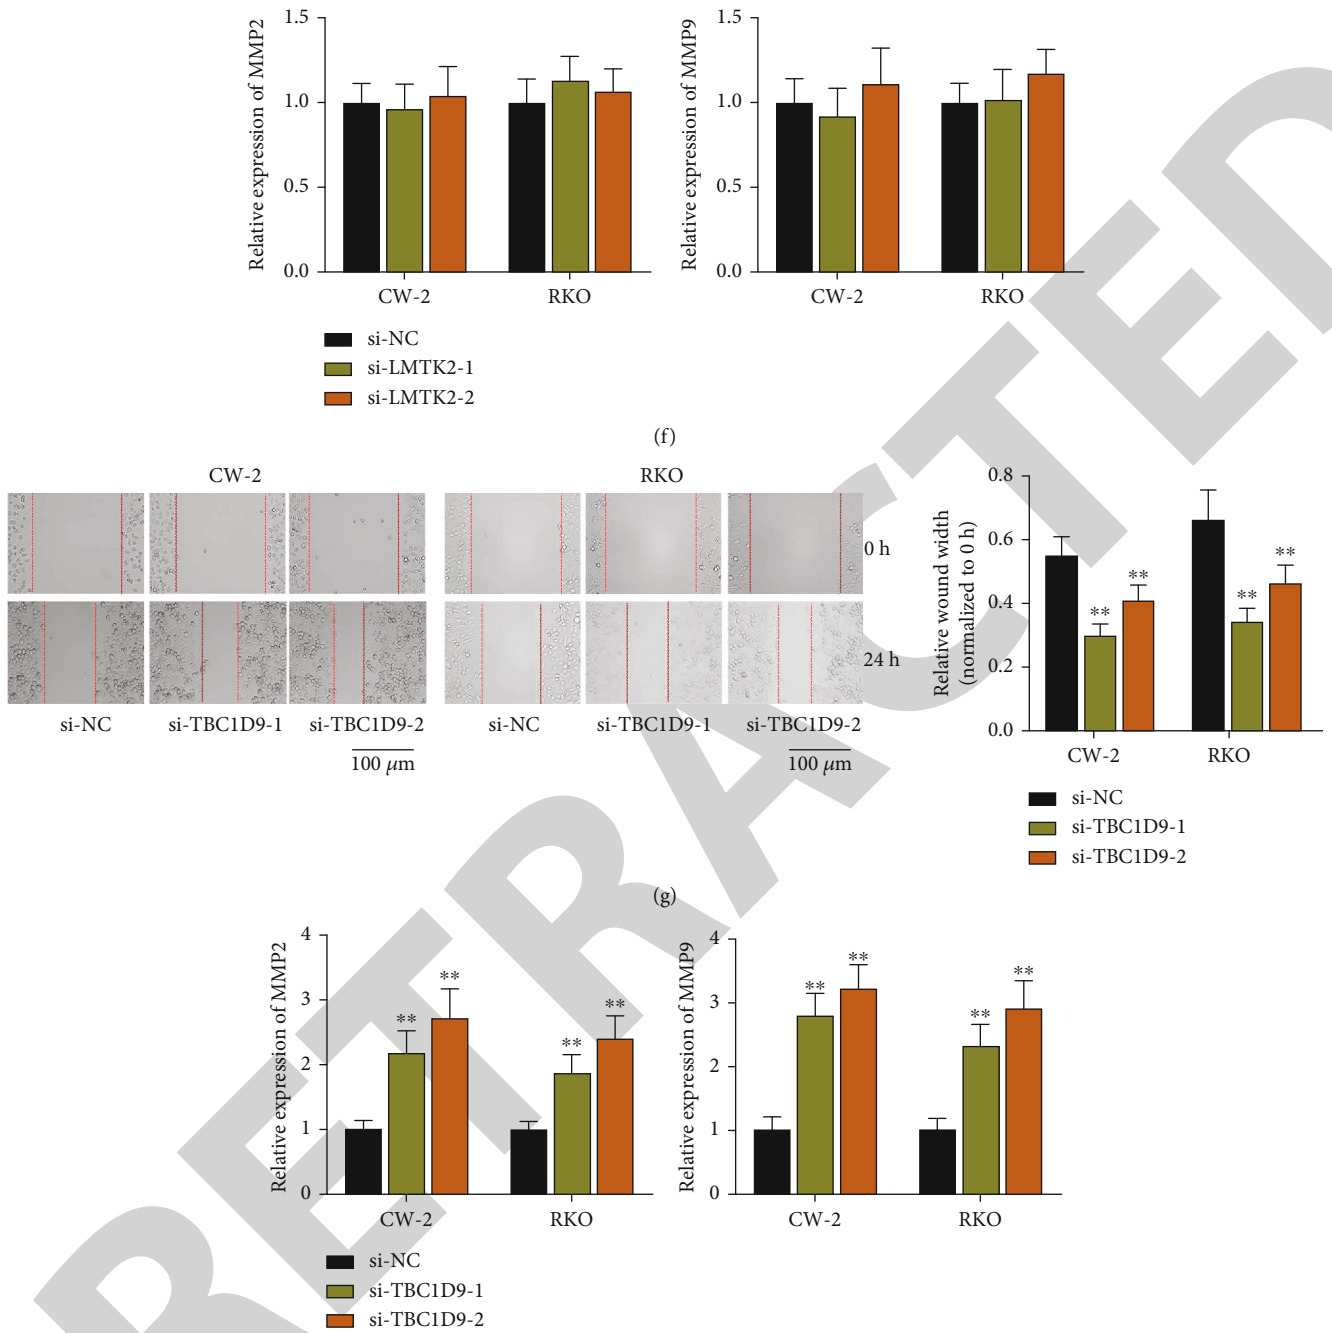 Relative expression of MMP2
1.5
1.0
0.5
0.0
CW-2
RKO
Relative expression of MMP9
1.5
1.0
0.5
0.0
CW-2
RKO
si-NC
si-LMTK2-1
si-LMTK2-2
(f)
CW-2
RKO
0 h
24 h
si-NC
si-TBC1D9-1
si-TBC1D9-2
si-NC
si-TBC1D9-1
si-TBC1D9-2
100 μm
100 μm
Relative wound width
(normalized to 0 h)
0.8
0.6
0.4
0.2
0.0
**
**
**
**
CW-2
RKO
si-NC
si-TBC1D9-1
si-TBC1D9-2
(g)
Relative expression of MMP2
4
3
2
1
0
**
**
**
**
CW-2
RKO
Relative expression of MMP9
4
3
2
1
0
**
**
**
**
CW-2
RKO
si-NC
si-TBC1D9-1
si-TBC1D9-2
RETRACTED